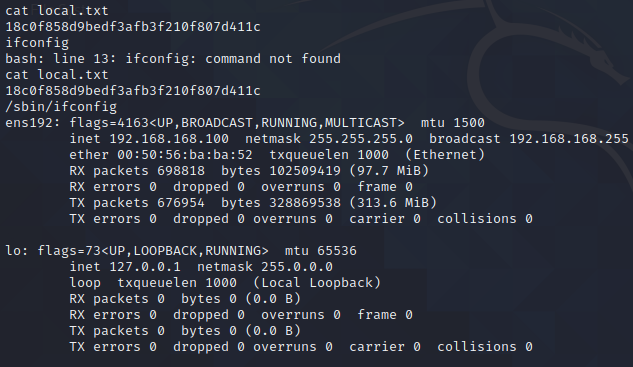 cat local.txt
18c0f858d9bedf3afb3f210f807d411c
ifconfig
bash: line 13: ifconfig: command not found
cat local.txt
18c0f858d9bedf3afb3f210f807d411c
/sbin/ifconfig
ens192: flags=4163<UP,BROADCAST,RUNNING,MULTICAST>  mtu 1500
        inet 192.168.168.100  netmask 255.255.255.0  broadcast 192.168.168.255
        ether 00:50:56:ba:ba:52  txqueuelen 1000  (Ethernet)
        RX packets 698818  bytes 102509419 (97.7 MiB)
        RX errors 0  dropped 0  overruns 0  frame 0
        TX packets 676954  bytes 328869538 (313.6 MiB)
        TX errors 0  dropped 0 overruns 0  carrier 0  collisions 0

lo: flags=73<UP,LOOPBACK,RUNNING>  mtu 65536
        inet 127.0.0.1  netmask 255.0.0.0
        loop  txqueuelen 1000  (Local Loopback)
        RX packets 0  bytes 0 (0.0 B)
        RX errors 0  dropped 0  overruns 0  frame 0
        TX packets 0  bytes 0 (0.0 B)
        TX errors 0  dropped 0 overruns 0  carrier 0  collisions 0